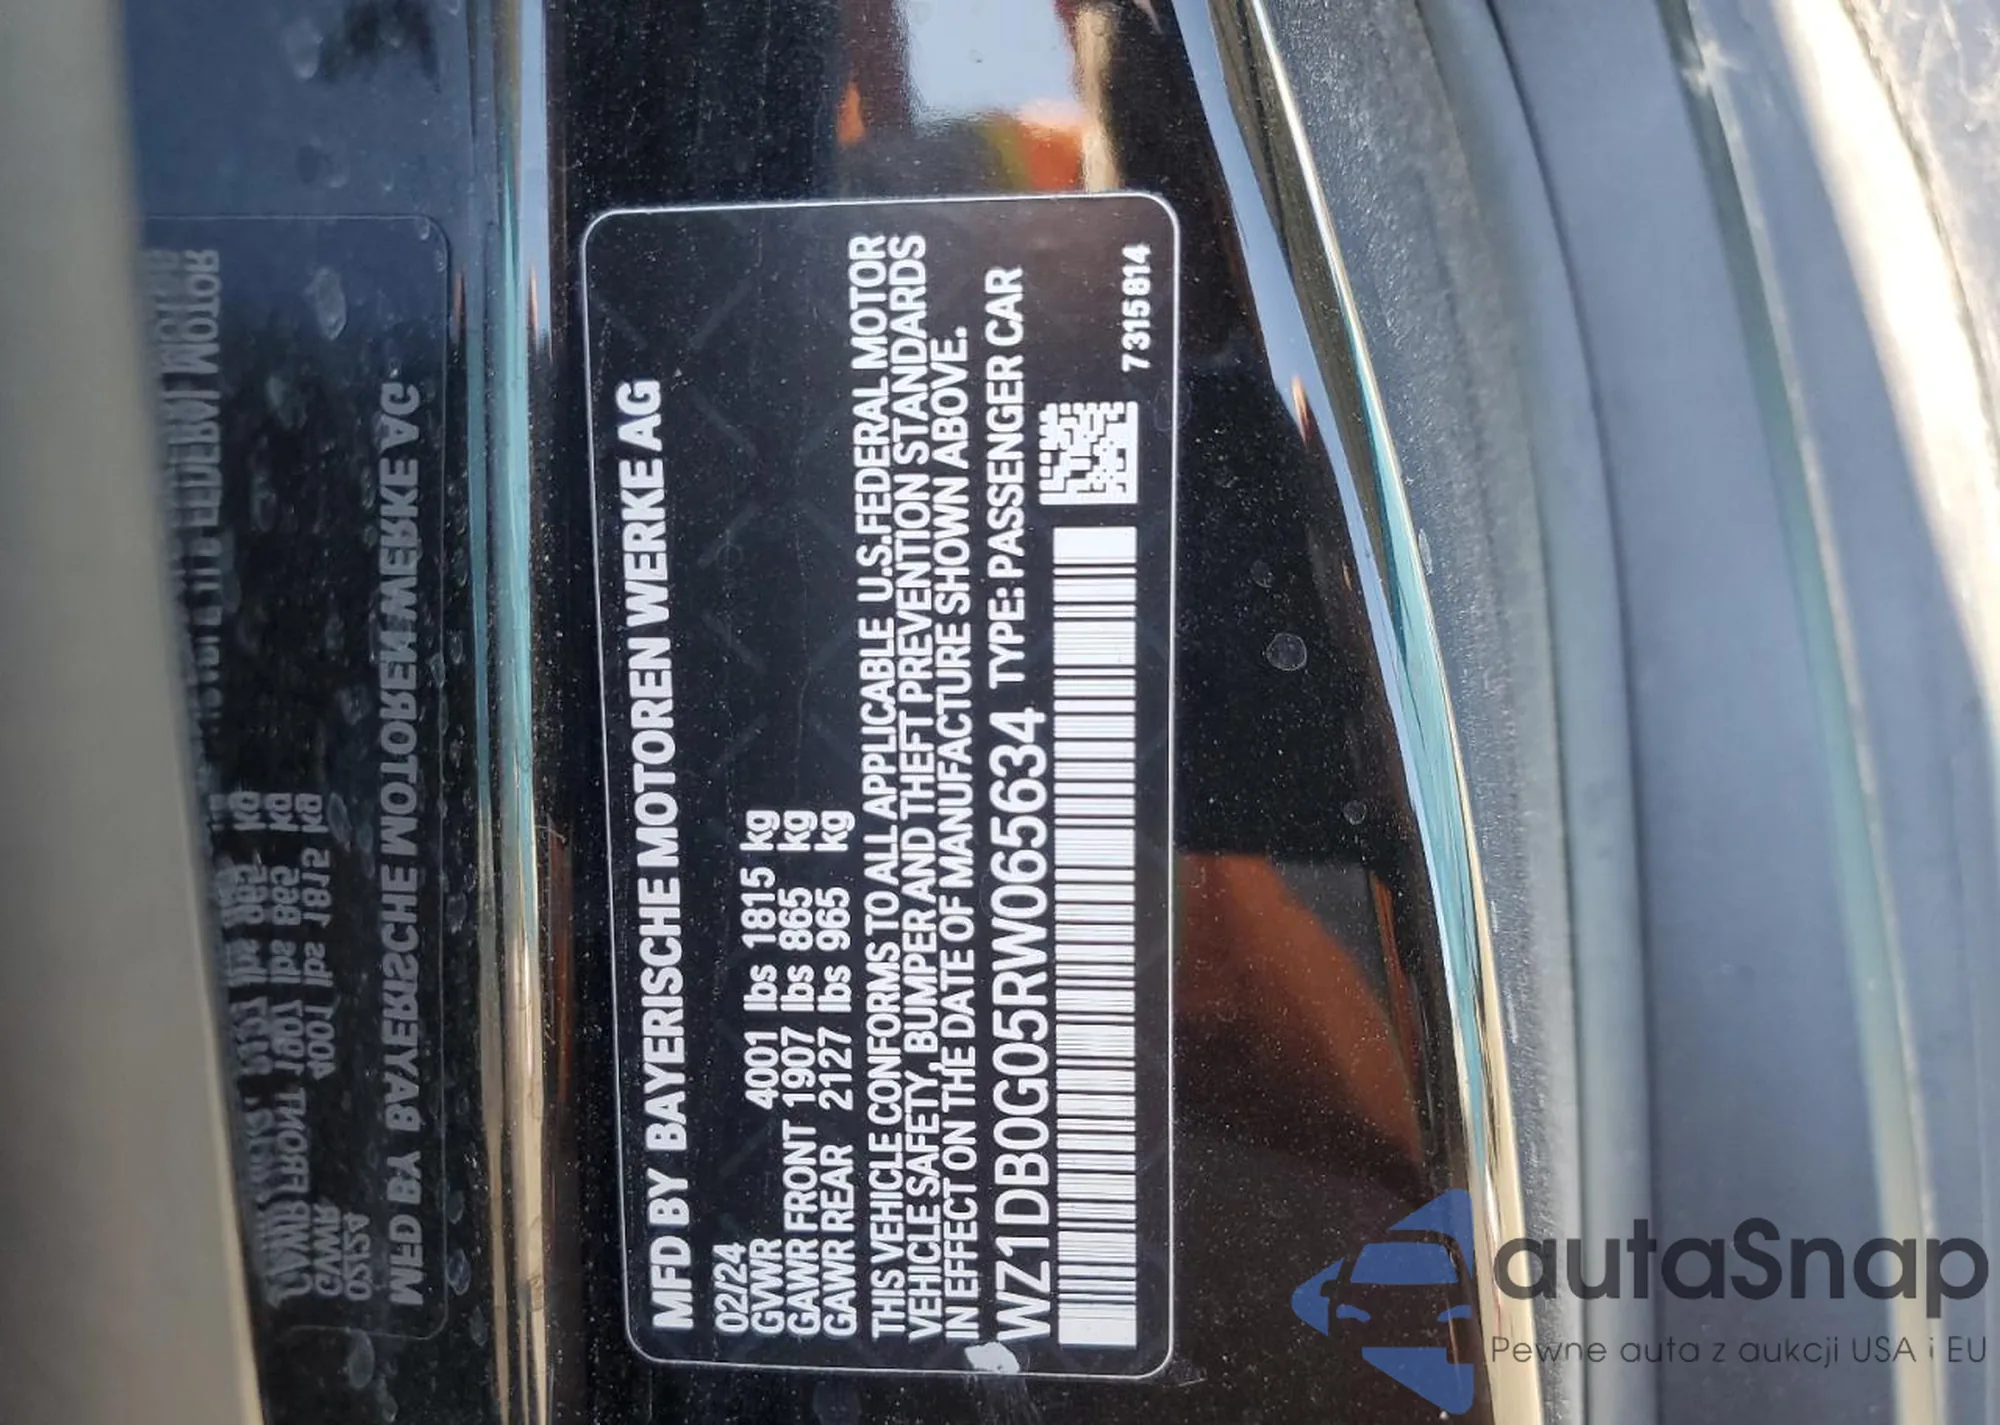 MFD BY BAYERISCHE MOTOREN WERKE AG
02/24
GVWR 4001 lbs 1815 kg
GAWR FRONT 1907 lbs 865 kg
GAWR REAR 2127 lbs 965 kg
THIS VEHICLE CONFORMS TO ALL APPLICABLE U.S.FEDERAL MOTOR
VEHICLE SAFETY, BUMPER AND THEFT PREVENTION STANDARDS
IN EFFECT ON THE DATE OF MANUFACTURE SHOWN ABOVE.
WZ1DB0G05RW065634 TYPE: PASSENGER CAR
7315814
autaSnap
Pewne auta z aukcji USA i EU